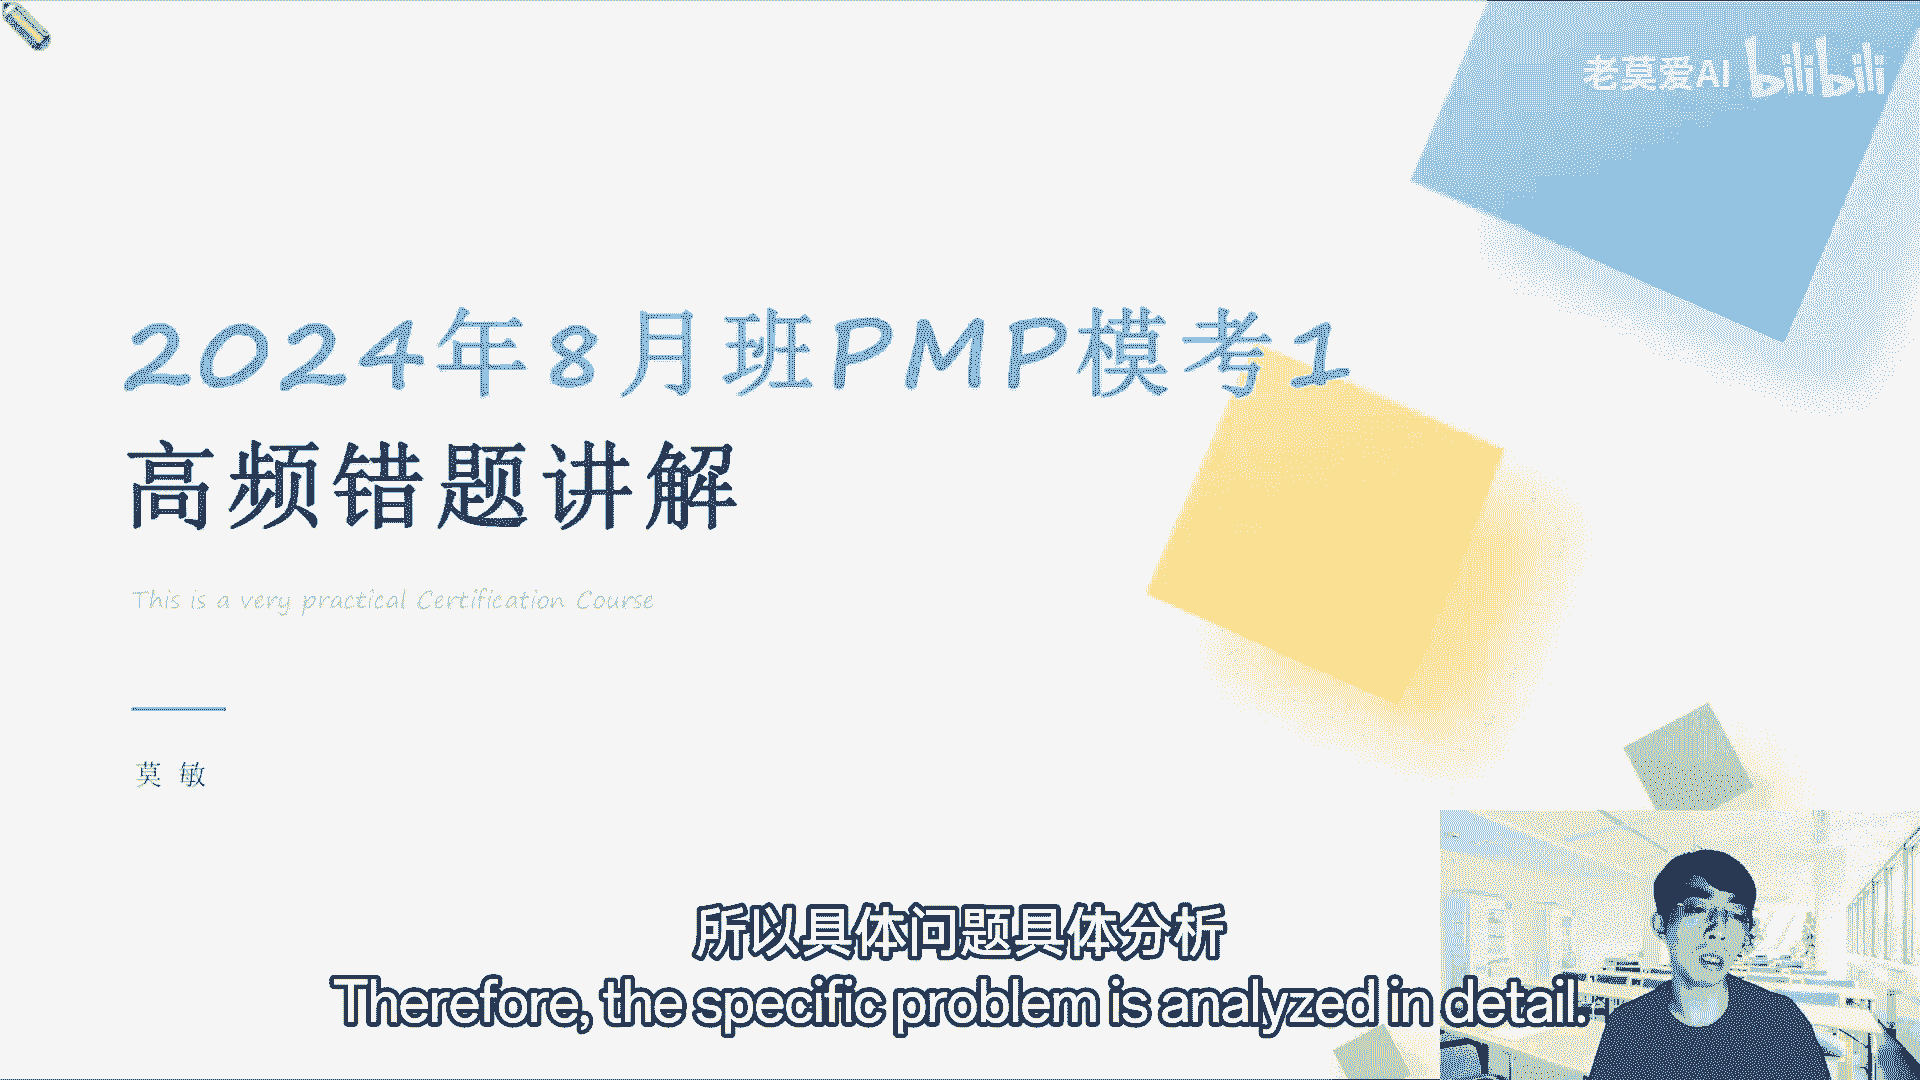 老莫爱AI bilibili
2024年8月班PMP模考1
高频错题讲解
This is a very practical Certification Course
莫 敏
所以具体问题具体分析
Therefore, the specific problem is analyzed in detail.